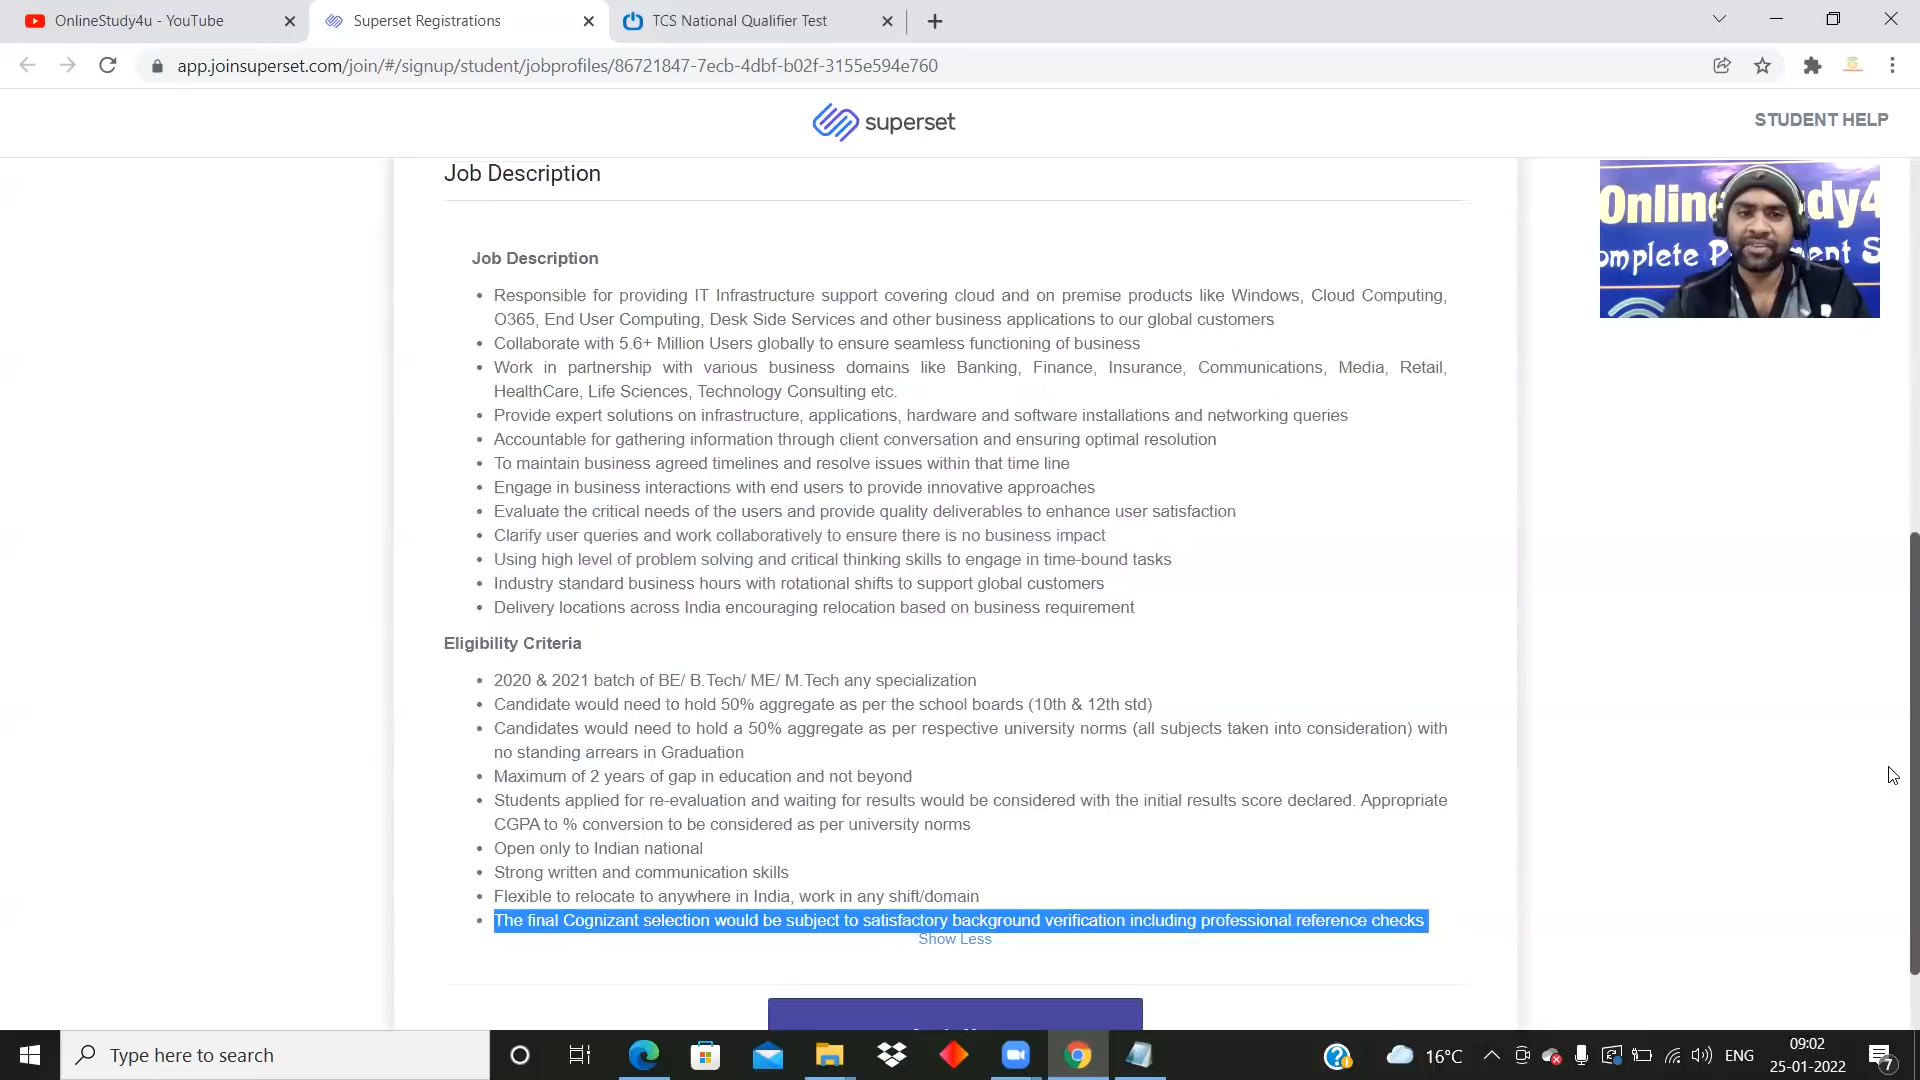 OnlineStudy4u - YouTube
Superset Registrations
TCS National Qualifier Test
app.joinsuperset.com/join/#/signup/student/jobprofiles/86721847-7ecb-4dbf-b02f-3155e594e760
superset
STUDENT HELP
Job Description
Onlin
dy4
omplete P
ent S
Job Description
• Responsible for providing IT Infrastructure support covering cloud and on premise products like Windows, Cloud Computing,
O365, End User Computing, Desk Side Services and other business applications to our global customers
• Collaborate with 5.6+ Million Users globally to ensure seamless functioning of business
• Work in partnership with various business domains like Banking, Finance, Insurance, Communications, Media, Retail,
HealthCare, Life Sciences, Technology Consulting etc.
• Provide expert solutions on infrastructure, applications, hardware and software installations and networking queries
• Accountable for gathering information through client conversation and ensuring optimal resolution
• To maintain business agreed timelines and resolve issues within that time line
• Engage in business interactions with end users to provide innovative approaches
• Evaluate the critical needs of the users and provide quality deliverables to enhance user satisfaction
• Clarify user queries and work collaboratively to ensure there is no business impact
• Using high level of problem solving and critical thinking skills to engage in time-bound tasks
• Industry standard business hours with rotational shifts to support global customers
• Delivery locations across India encouraging relocation based on business requirement
Eligibility Criteria
• 2020 & 2021 batch of BE/ B.Tech/ ME/ M.Tech any specialization
• Candidate would need to hold 50% aggregate as per the school boards (10th & 12th std)
• Candidates would need to hold a 50% aggregate as per respective university norms (all subjects taken into consideration) with
no standing arrears in Graduation
• Maximum of 2 years of gap in education and not beyond
• Students applied for re-evaluation and waiting for results would be considered with the initial results score declared. Appropriate
CGPA to % conversion to be considered as per university norms
• Open only to Indian national
• Strong written and communication skills
• Flexible to relocate to anywhere in India, work in any shift/domain
• The final Cognizant selection would be subject to satisfactory background verification including professional reference checks
Show Less
Type here to search
16°C
ENG
09:02
25-01-2022
7